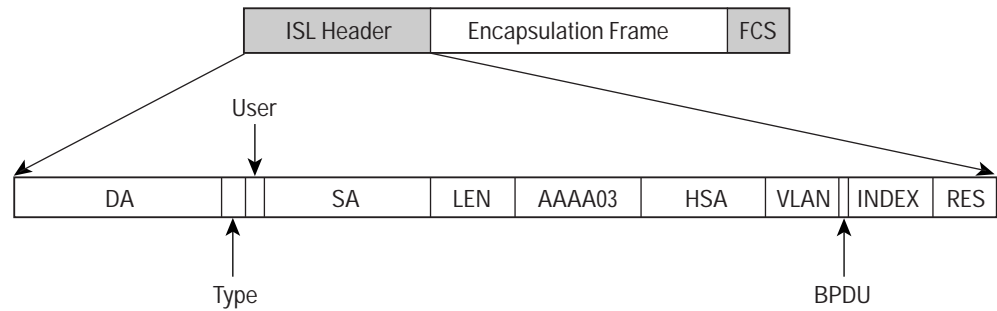 ISL Header Encapsulation Frame FCS
User
DA SA LEN AAAA03 HSA VLAN INDEX RES
Type BPDU